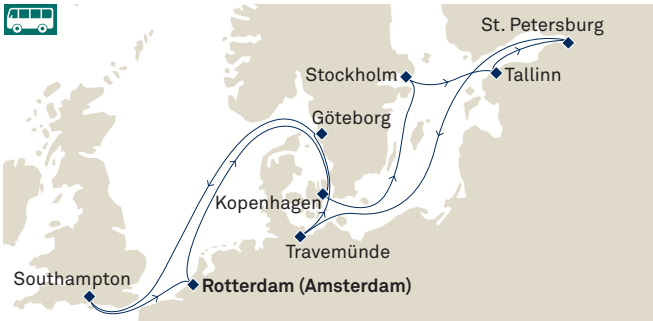 St. Petersburg
Stockholm
Tallinn
Göteborg
Kopenhagen
Travemünde
Southampton
Rotterdam (Amsterdam)